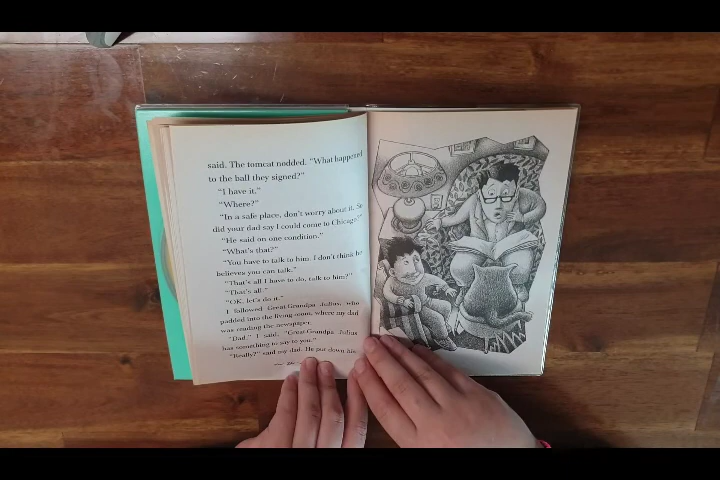 said. The tomcat nodded. “What happened
to the ball they signed?”
“I have it.”
“Where?”
“In a safe place, don’t worry about it. So
did your dad say I could come to Chicago?”
“He said on one condition.”
“What’s that?”
“You have to talk to him. I don’t think he
believes you can talk.”
“That’s all I have to do, talk to him?”
“That’s all.”
“OK, let’s do it.”
I followed Great-Grandpa Julius, who
padded into the living room, where my dad
was reading the newspaper.
“Dad,” I said. “Great-Grandpa Julius
has something to say to you.”
“Really?” said my dad. He put down his